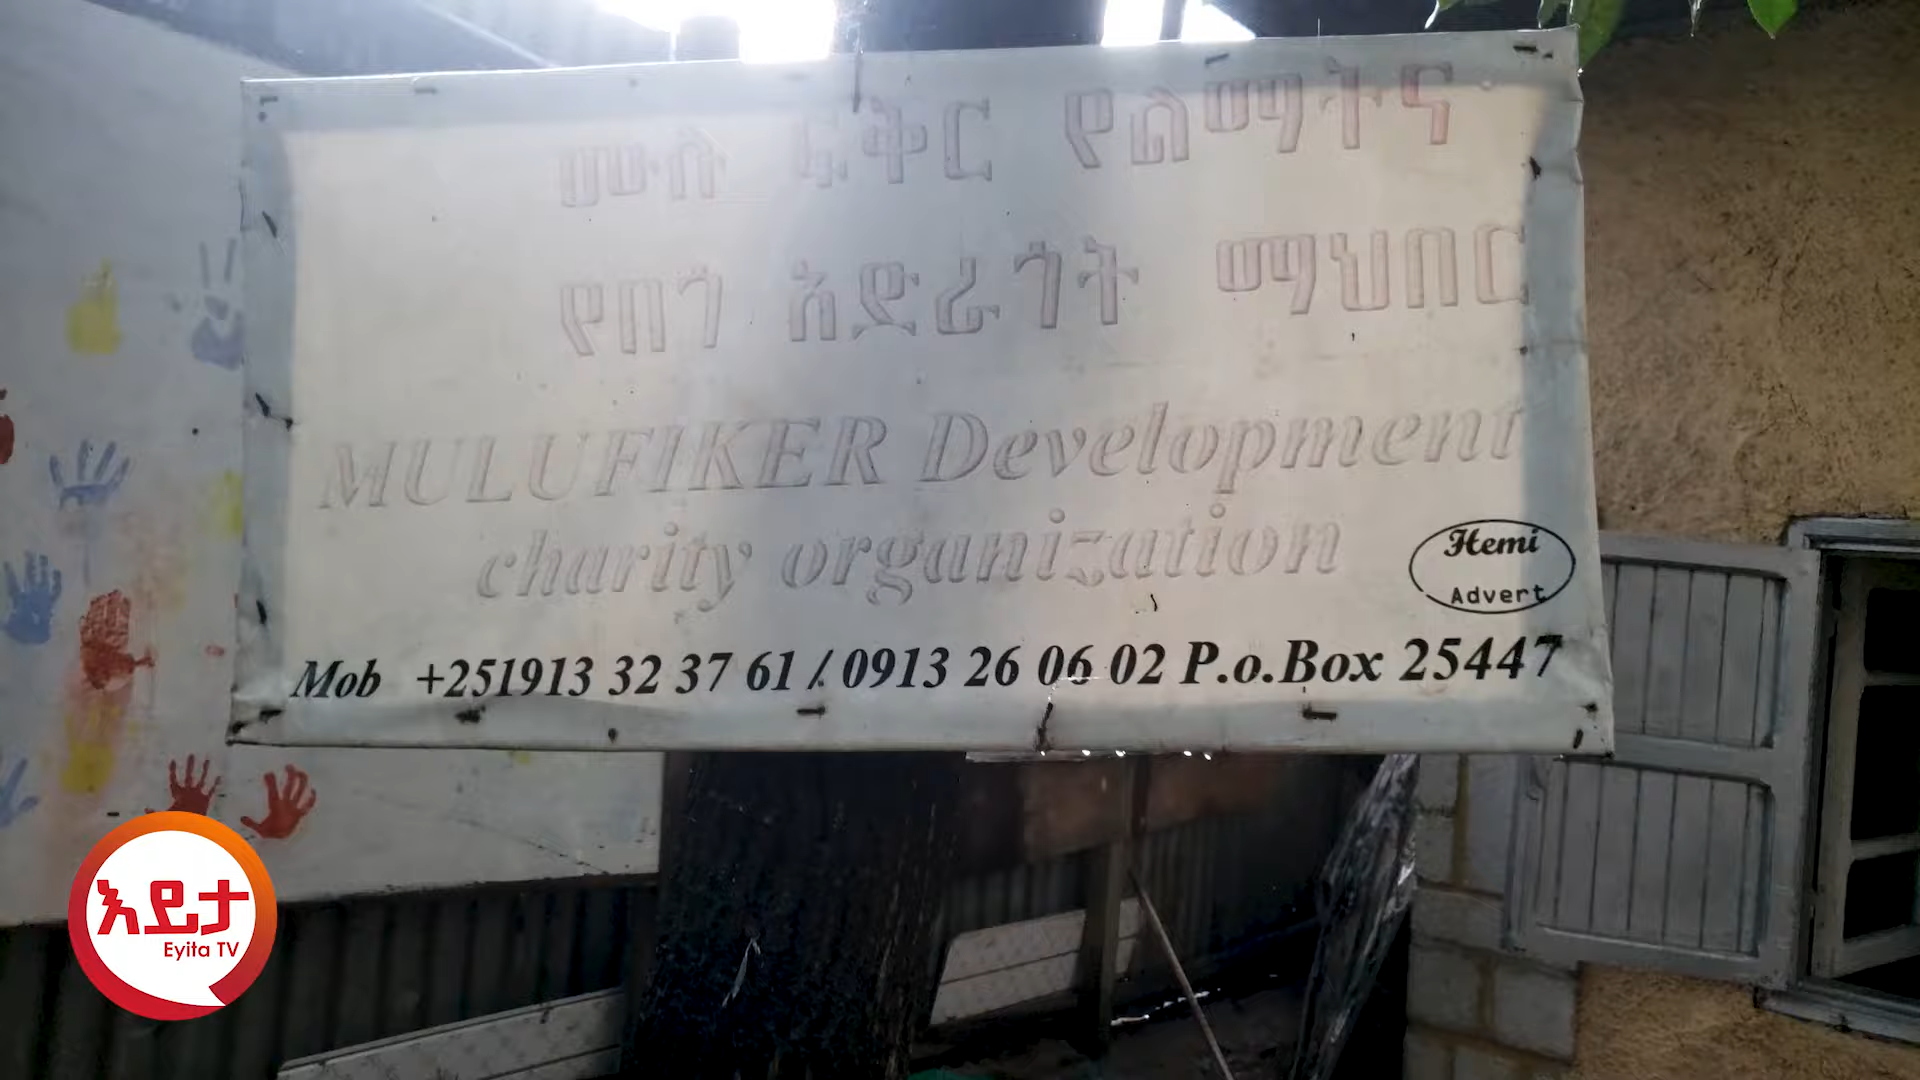 ሙሉ ፍቅር የልማትና
የበጎ አድራጎት ማህበር
MULUFIKER Development
charity organization
Hemi
Advert
Mob +251913 32 37 61 / 0913 26 06 02 P.o.Box 25447
እይታ
Eyita TV